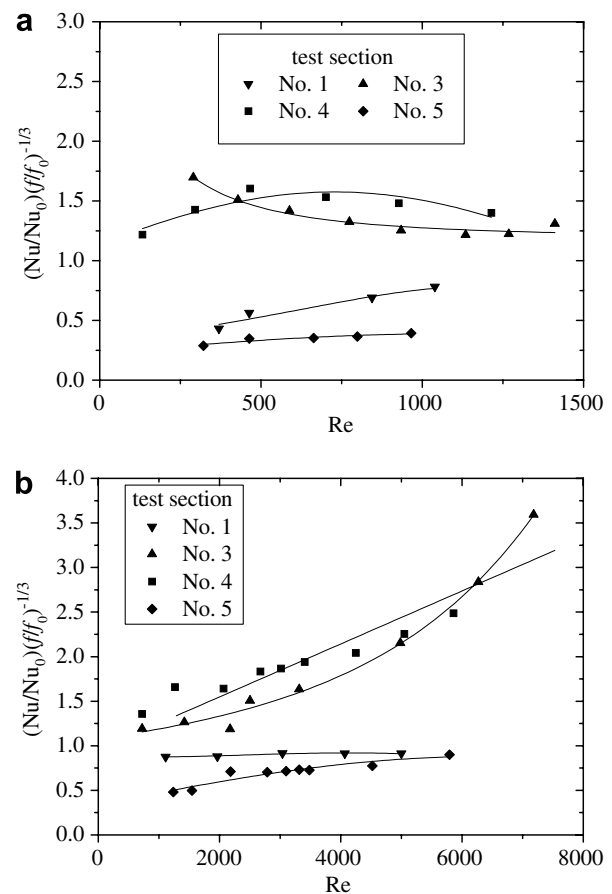 a
3.0
2.5
2.0
1.5
1.0
0.5
0.0
(Nu/Nu₀)(f/f₀)⁻¹/³
test section
No. 1 No. 3
No. 4 No. 5
0 500 1000 1500
Re
b
4.0
3.5
3.0
2.5
2.0
1.5
1.0
0.5
0.0
(Nu/Nu₀)(f/f₀)⁻¹/³
test section
No. 1
No. 3
No. 4
No. 5
0 2000 4000 6000 8000
Re